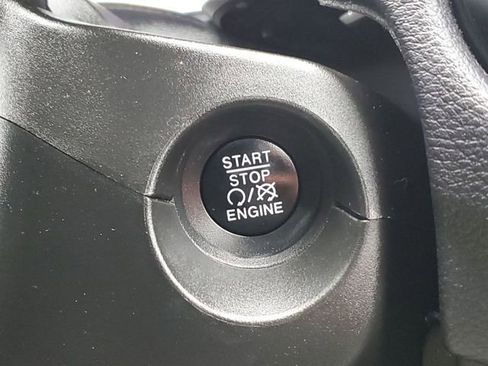 START
STOP
/
ENGINE